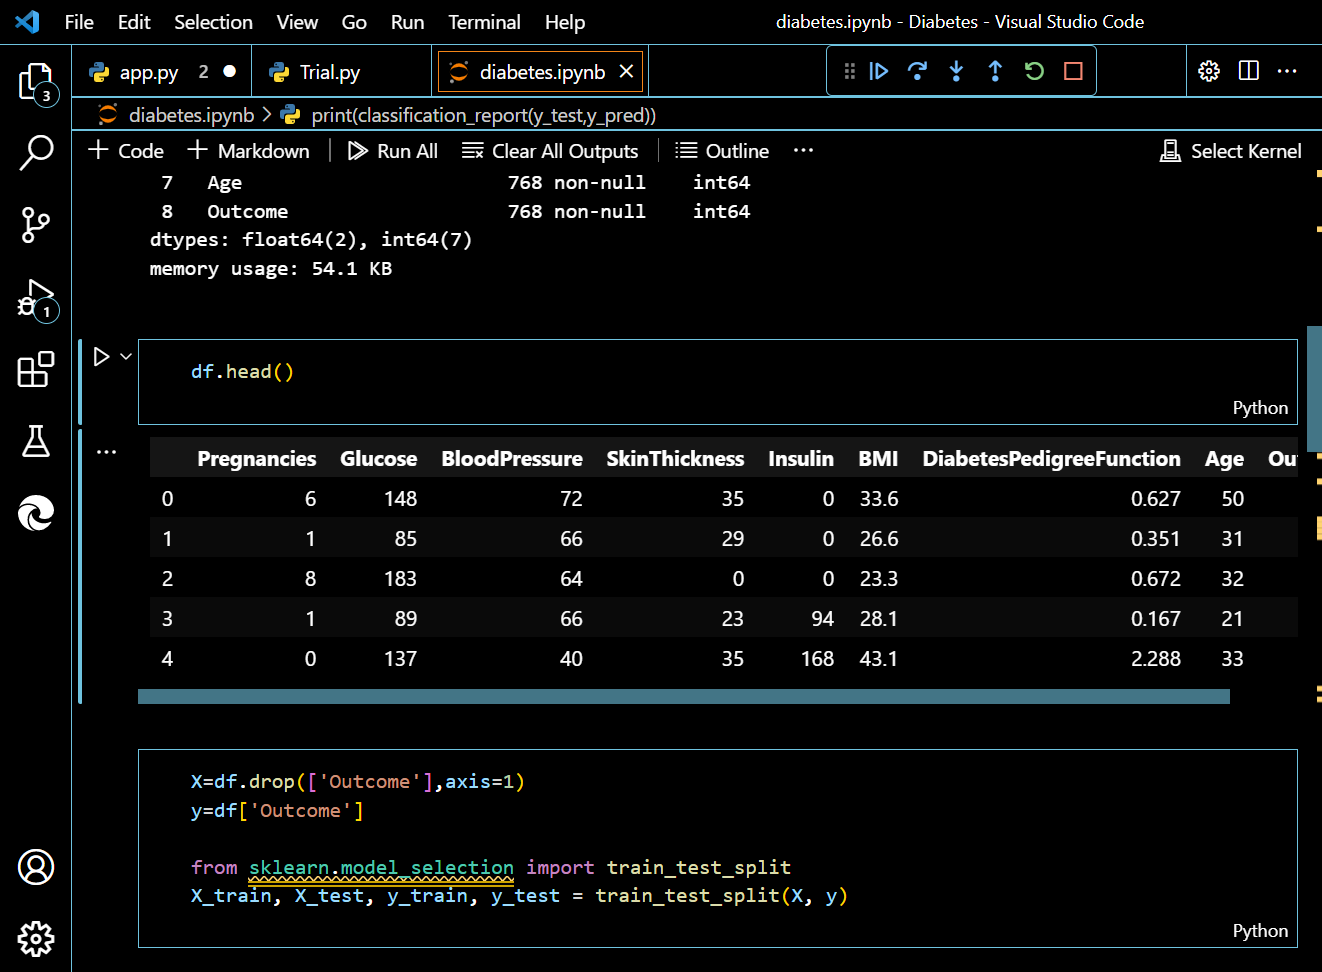 File Edit Selection View Go Run Terminal Help diabetes.ipynb - Diabetes - Visual Studio Code
app.py 2 Trial.py diabetes.ipynb
3
diabetes.ipynb > print(classification_report(y_test,y_pred))
+ Code + Markdown Run All Clear All Outputs Outline ... Select Kernel
7 Age 768 non-null int64
8 Outcome 768 non-null int64
dtypes: float64(2), int64(7)
memory usage: 54.1 KB
1
df.head()
Python
Pregnancies Glucose BloodPressure SkinThickness Insulin BMI DiabetesPedigreeFunction Age Ou
0 6 148 72 35 0 33.6 0.627 50
1 1 85 66 29 0 26.6 0.351 31
2 8 183 64 0 0 23.3 0.672 32
3 1 89 66 23 94 28.1 0.167 21
4 0 137 40 35 168 43.1 2.288 33
X=df.drop(['Outcome'],axis=1)
y=df['Outcome']
from sklearn.model_selection import train_test_split
X_train, X_test, y_train, y_test = train_test_split(X, y)
Python